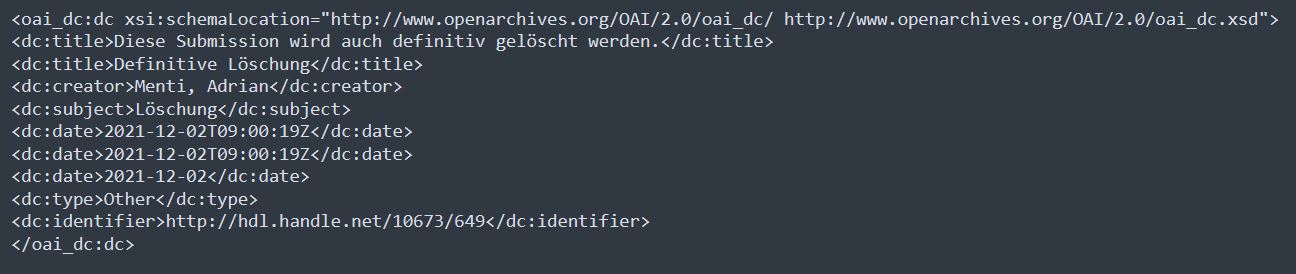 <oai_dc:dc xsi:schemaLocation="http://www.openarchives.org/OAI/2.0/oai_dc/ http://www.openarchives.org/OAI/2.0/oai_dc.xsd">
<dc:title>Diese Submission wird auch definitiv gelöscht werden.</dc:title>
<dc:title>Definitive Löschung</dc:title>
<dc:creator>Menti, Adrian</dc:creator>
<dc:subject>Löschung</dc:subject>
<dc:date>2021-12-02T09:00:19Z</dc:date>
<dc:date>2021-12-02T09:00:19Z</dc:date>
<dc:date>2021-12-02</dc:date>
<dc:type>Other</dc:type>
<dc:identifier>http://hdl.handle.net/10673/649</dc:identifier>
</oai_dc:dc>